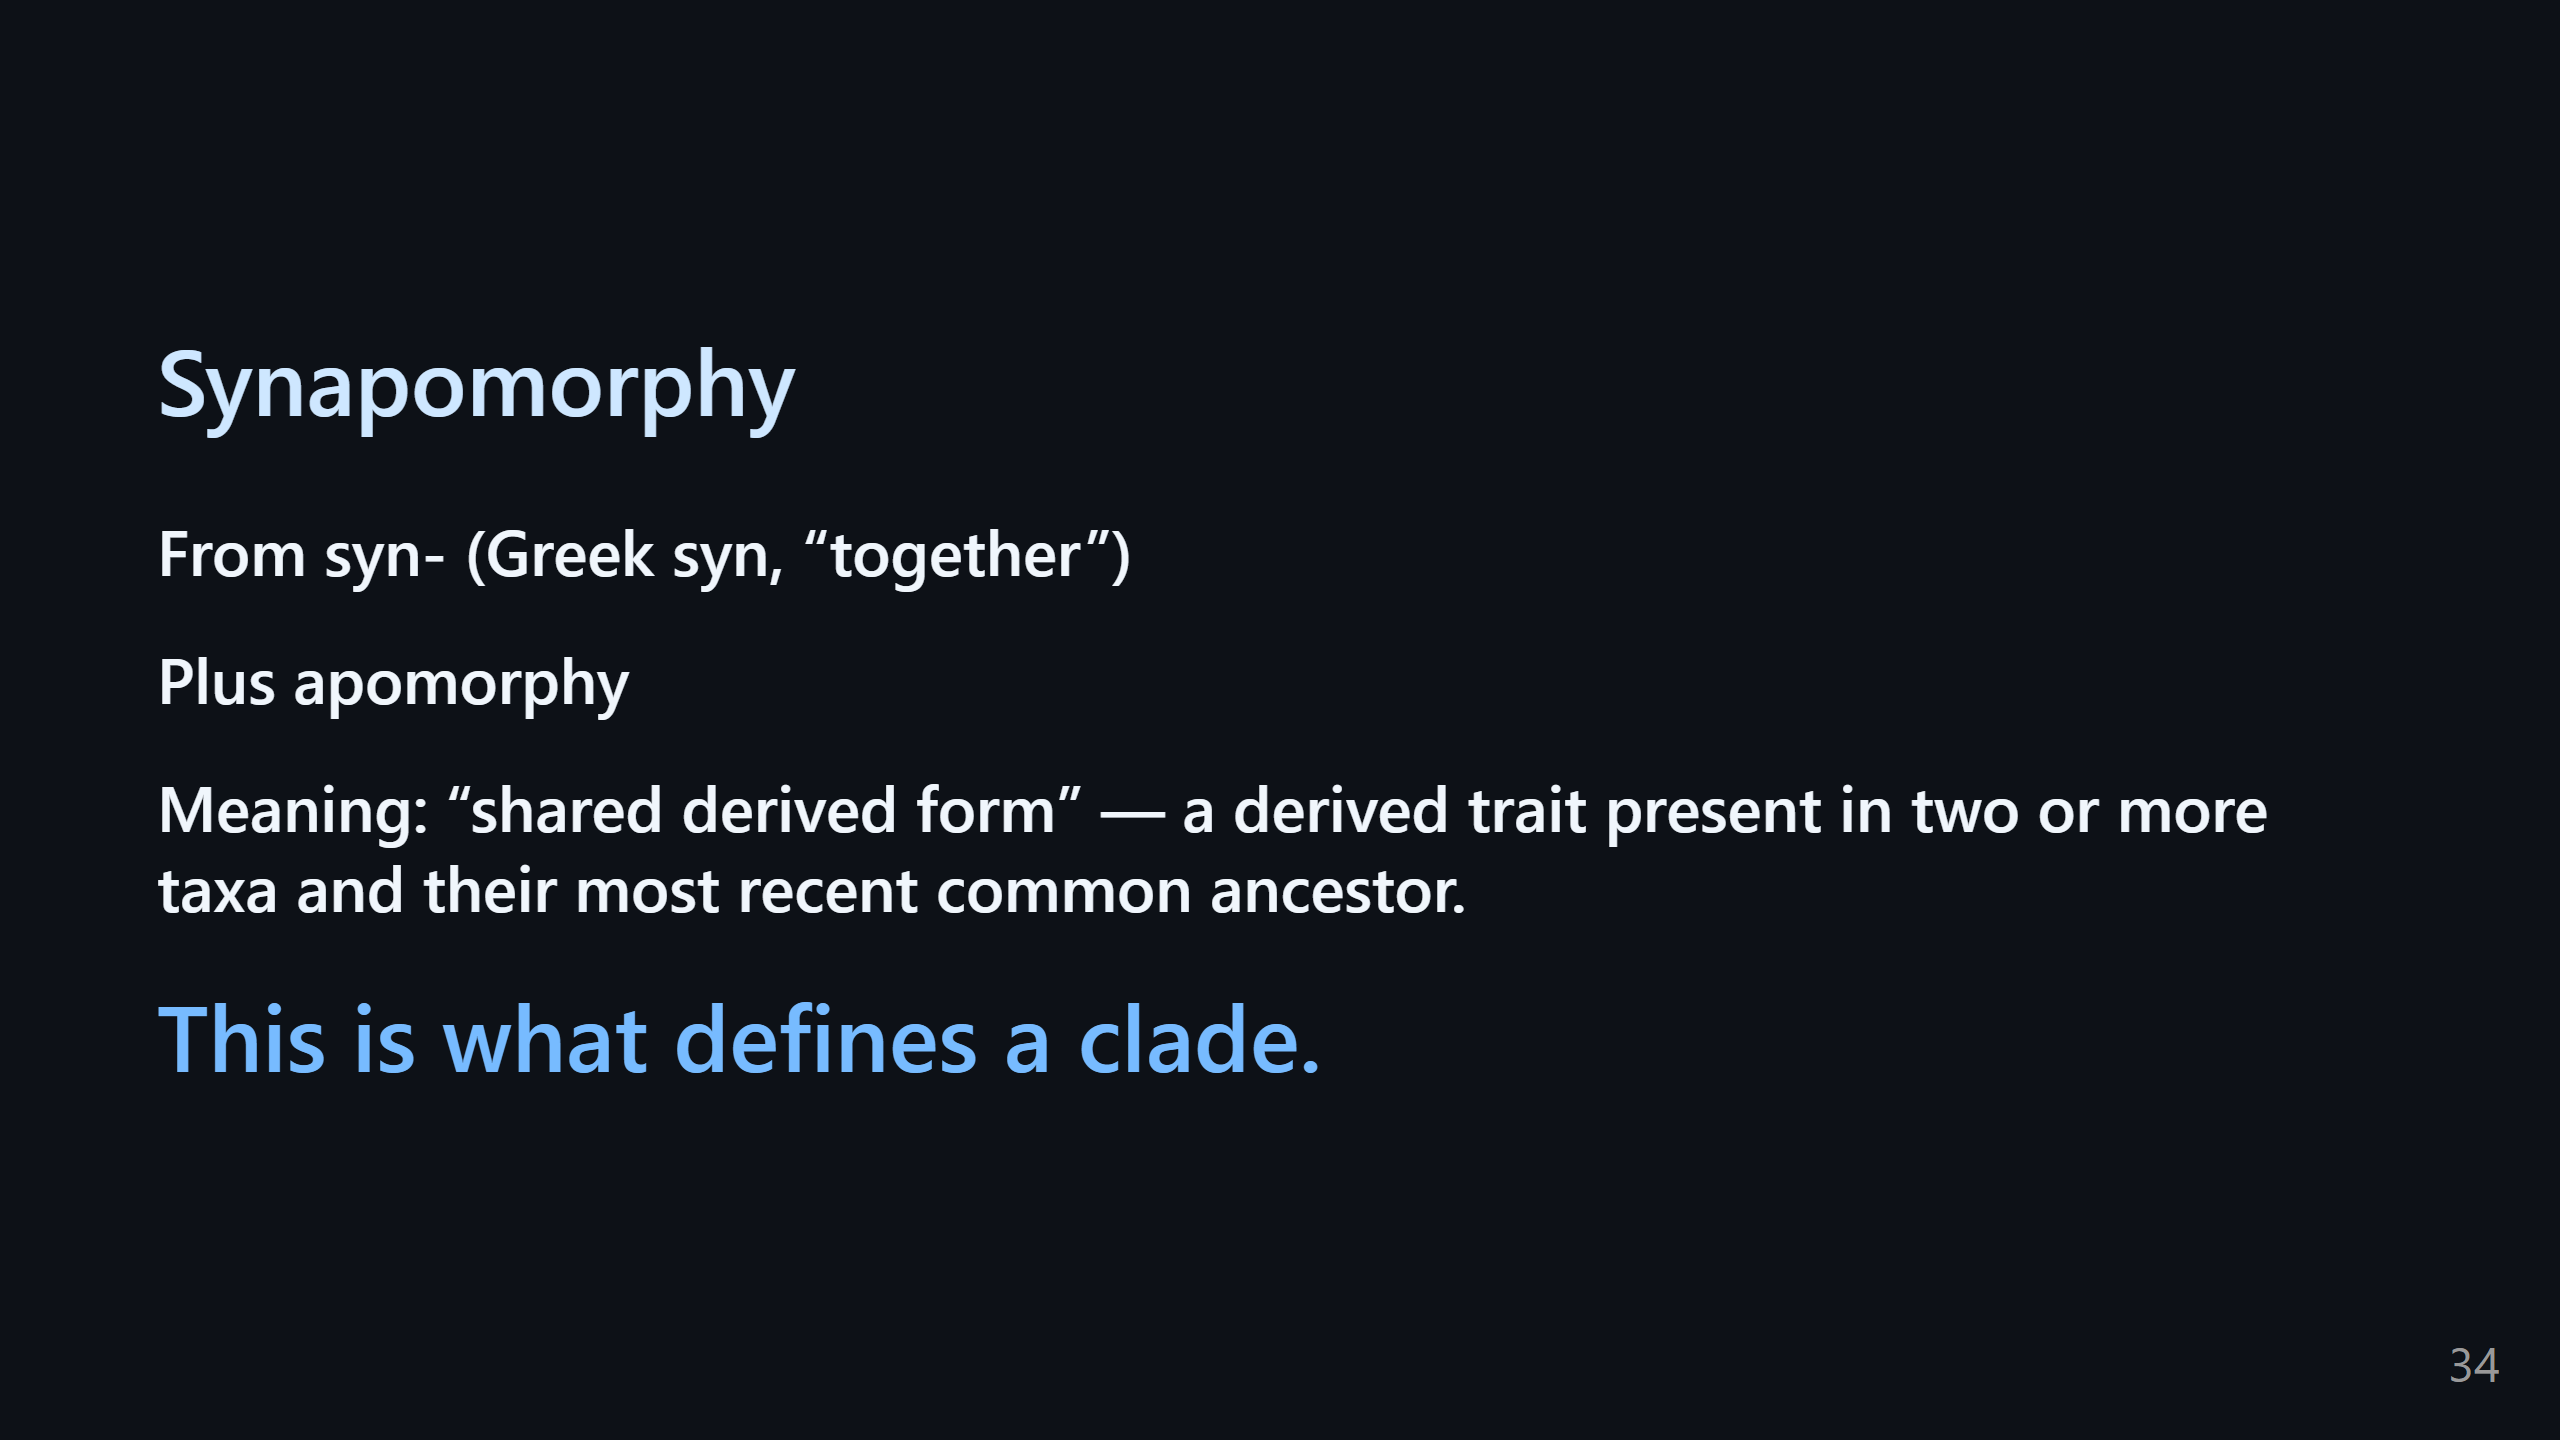 Synapomorphy
From syn- (Greek syn, “together”)
Plus apomorphy
Meaning: “shared derived form” — a derived trait present in two or more
taxa and their most recent common ancestor.
This is what defines a clade.
34